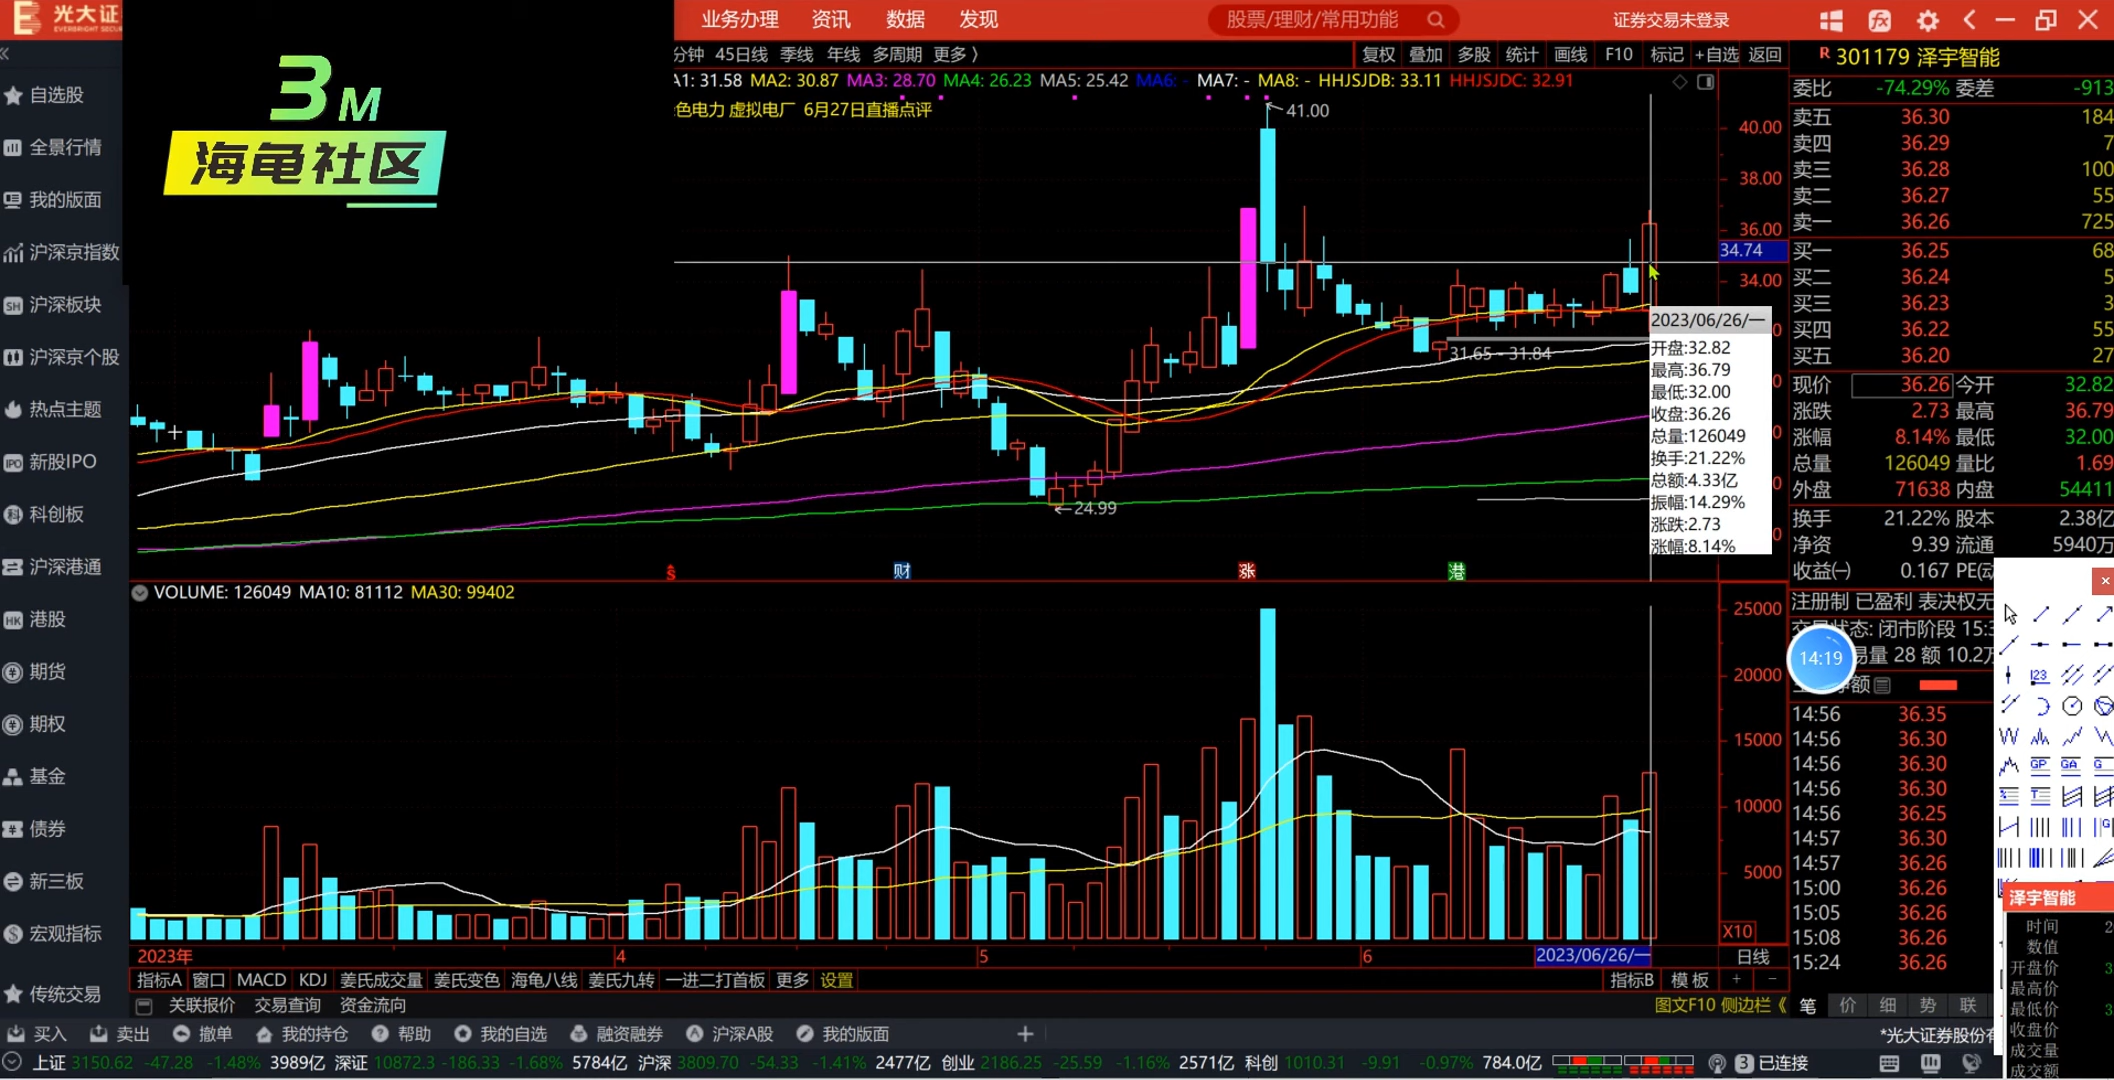 光大证
EVERBRIGHT SECU
业务办理 资讯 数据 发现
股票/理财/常用功能
证券交易未登录
分钟 45日线 季线 年线 多周期 更多 〉
复权 叠加 多股 统计 画线 F10 标记 +自选 返回
R 301179 泽宇智能
3M
海龟社区
A1: 31.58 MA2: 30.87 MA3: 28.70 MA4: 26.23 MA5: 25.42 MA6: - MA7: - MA8: - HHJSJDB: 33.11 HHJSJDC: 32.91
色电力 虚拟电厂 6月27日直播点评
自选股
全景行情
我的版面
沪深京指数
沪深板块
沪深京个股
热点主题
新股IPO
科创板
沪深港通
港股
期货
期权
基金
债券
新三板
宏观指标
传统交易
41.00
40.00
38.00
36.00
34.74
34.00
31.65 - 31.84
24.99
2023/06/26/一
开盘:32.82
最高:36.79
最低:32.00
收盘:36.26
总量:126049
换手:21.22%
总额:4.33亿
振幅:14.29%
涨跌:2.73
涨幅:8.14%
财
涨
港
委比 -74.29% 委差 -913
卖五 36.30 184
卖四 36.29 7
卖三 36.28 100
卖二 36.27 55
卖一 36.26 725
买一 36.25 68
买二 36.24 5
买三 36.23 3
买四 36.22 55
买五 36.20 27
现价 36.26 今开 32.82
涨跌 2.73 最高 36.79
涨幅 8.14% 最低 32.00
总量 126049 量比 1.69
外盘 71638 内盘 54411
换手 21.22% 股本 2.38亿
净资 9.39 流通 5940万
收益㈠ 0.167 PE(动
注册制 已盈利 表决权无
状态: 闭市阶段 15:3
14:19
易量 28 额 10.2万
净额
14:56 36.35
14:56 36.30
14:56 36.30
14:56 36.30
14:56 36.25
14:57 36.30
14:57 36.26
15:00 36.26
15:05 36.26
15:08 36.26
15:24 36.26
VOLUME: 126049 MA10: 81112 MA30: 99402
25000
20000
15000
10000
5000
X10
2023年 4 5 6 2023/06/26/一 日线
指标A 窗口 MACD KDJ 姜氏成交量 姜氏变色 海龟八线 姜氏九转 一进二打首板 更多 设置
指标B 模板 + -
关联报价 交易查询 资金流向
图文F10 侧边栏《 笔 价 细 势 联
泽宇智能
时间 2
数值
开盘价 3
最高价
最低价 3
收盘价
成交量
成交额
买入 卖出 撤单 我的持仓 帮助 我的自选 融资融券 沪深A股 我的版面 +
*光大证券股份有
上证 3150.62 -47.28 -1.48% 3989亿 深证 10872.3 -186.33 -1.68% 5784亿 沪深 3809.70 -54.33 -1.41% 2477亿 创业 2186.25 -25.59 -1.16% 2571亿 科创 1010.31 -9.91 -0.97% 784.0亿
3 已连接